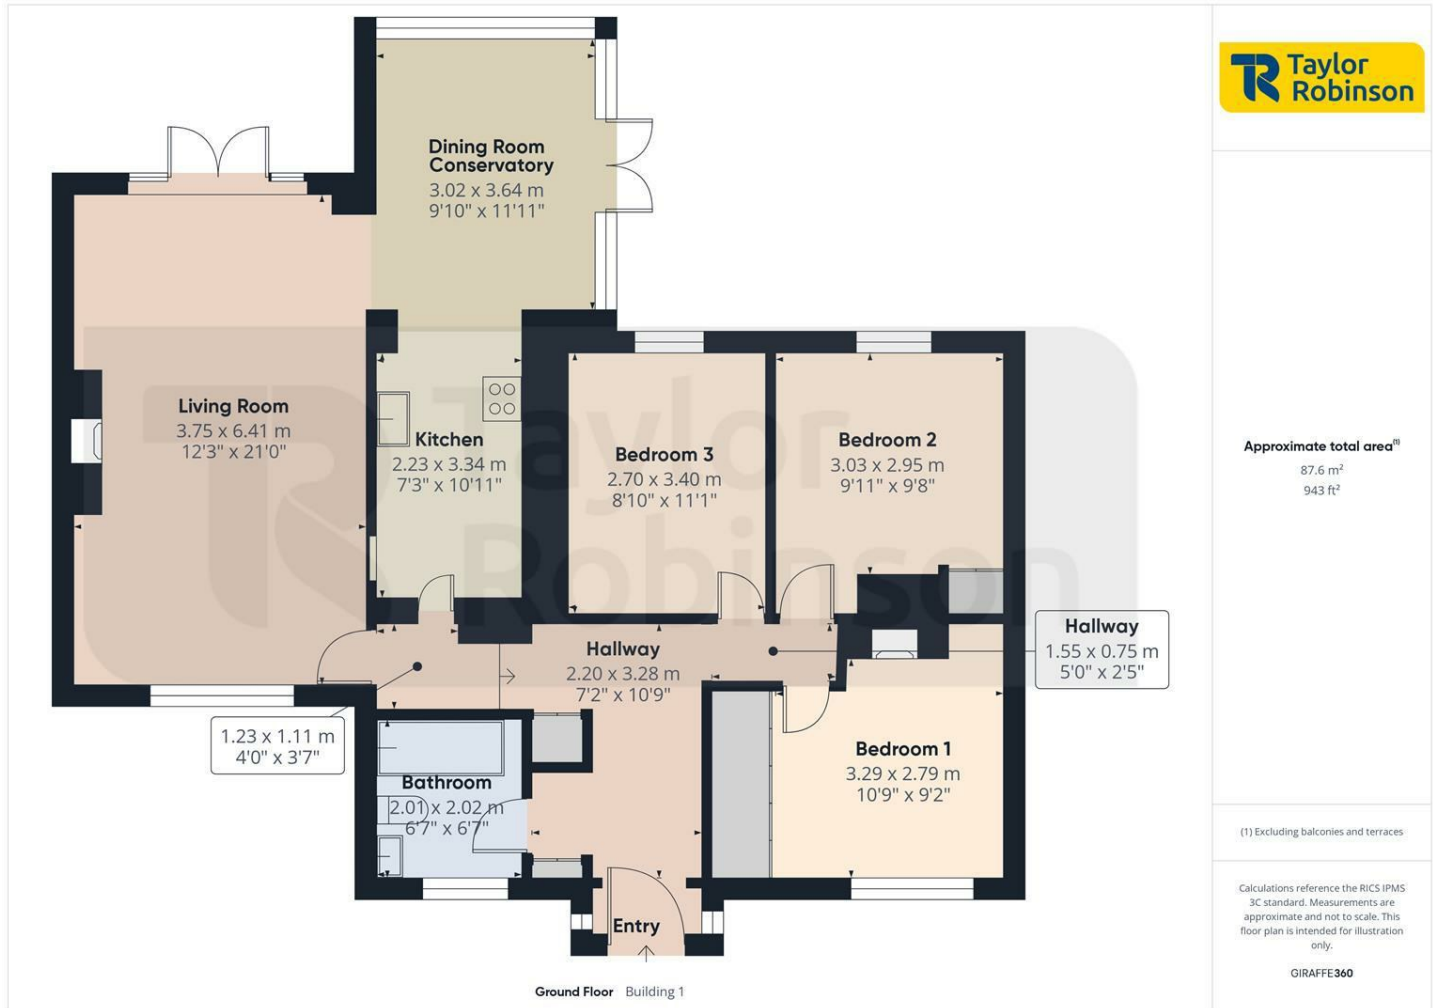 Taylor
Robinson
Dining Room
Conservatory
3.02 x 3.64 m
9'10" x 11'11"
Living Room
3.75 x 6.41 m
12'3" x 21'0"
Kitchen
2.23 x 3.34 m
7'3" x 10'11"
Bedroom 3
2.70 x 3.40 m
8'10" x 11'1"
Bedroom 2
3.03 x 2.95 m
9'11" x 9'8"
Taylor
Robinson
Hallway
1.55 x 0.75 m
5'0" x 2'5"
Hallway
2.20 x 3.28 m
7'2" x 10'9"
1.23 x 1.11 m
4'0" x 3'7"
Bathroom
2.01 x 2.02 m
6'7" x 6'7"
Bedroom 1
3.29 x 2.79 m
10'9" x 9'2"
Entry
Ground Floor Building 1
Approximate total area(1)
87.6 m²
943 ft²
(1) Excluding balconies and terraces
Calculations reference the RICS IPMS
3C standard. Measurements are
approximate and not to scale. This
floor plan is intended for illustration
only.
GIRAFFE360